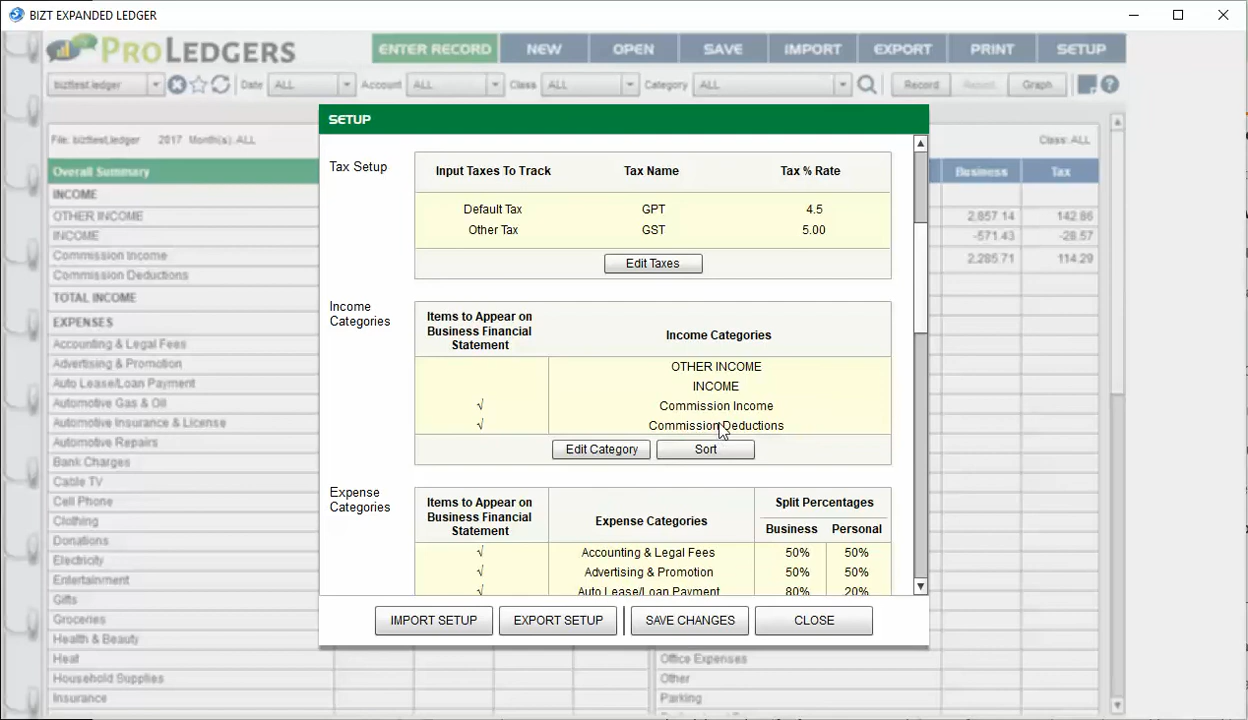 BIZT EXPANDED LEDGER
PROLEDGERS
ENTER RECORD NEW OPEN SAVE IMPORT EXPORT PRINT SETUP
bizttest.ledger Date ALL Account ALL Class ALL Category ALL Record Graph
File: bizttest.ledger 2017 Month(s): ALL Class: ALL
Overall Summary Business Tax
INCOME
OTHER INCOME 2,857.14 142.86
INCOME -571.43 -28.57
Commission Income 2,285.71 114.29
Commission Deductions
TOTAL INCOME
EXPENSES
Accounting & Legal Fees
Advertising & Promotion
Auto Lease/Loan Payment
Automotive Gas & Oil
Automotive Insurance & License
Automotive Repairs
Bank Charges
Cable TV
Cell Phone
Clothing
Donations
Electricity
Entertainment
Gifts
Groceries
Health & Beauty
Heat
Household Supplies
Insurance
Office Expenses
Other
Parking
SETUP
Tax Setup
Input Taxes To Track Tax Name Tax % Rate
Default Tax GPT 4.5
Other Tax GST 5.00
Edit Taxes
Income
Categories
Items to Appear on
Business Financial
Statement
Income Categories
OTHER INCOME
INCOME
√ Commission Income
√ Commission Deductions
Edit Category Sort
Expense
Categories
Items to Appear on
Business Financial
Statement
Expense Categories
Split Percentages
Business Personal
√ Accounting & Legal Fees 50% 50%
√ Advertising & Promotion 50% 50%
√ Auto Lease/Loan Payment 80% 20%
IMPORT SETUP EXPORT SETUP SAVE CHANGES CLOSE